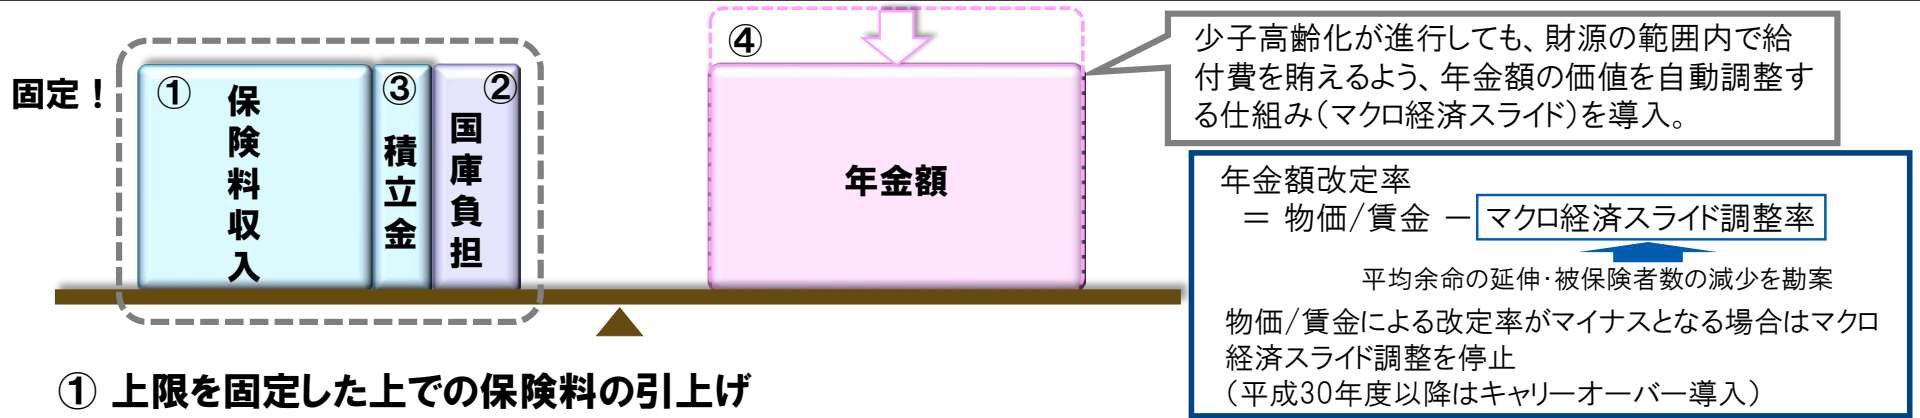 固定！
①
保険料収入
③
積立金
②
国庫負担
④
年金額
少子高齢化が進行しても、財源の範囲内で給
付費を賄えるよう、年金額の価値を自動調整す
る仕組み（マクロ経済スライド）を導入。
年金額改定率
＝ 物価/賃金 － マクロ経済スライド調整率
平均余命の延伸・被保険者数の減少を勘案
物価/賃金による改定率がマイナスとなる場合はマクロ
経済スライド調整を停止
（平成30年度以降はキャリーオーバー導入）
① 上限を固定した上での保険料の引上げ